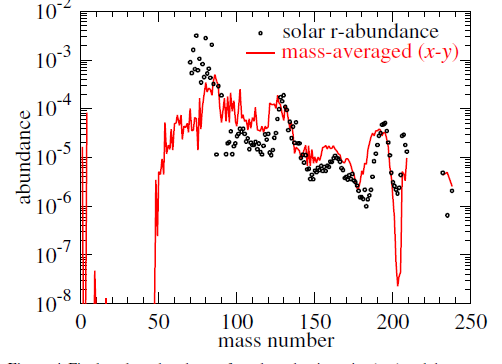 10-2
10-3
10-4
10-5
10-6
10-7
10-8
abundance
solar r-abundance
mass-averaged (x-y)
0 50 100 150 200 250
mass number